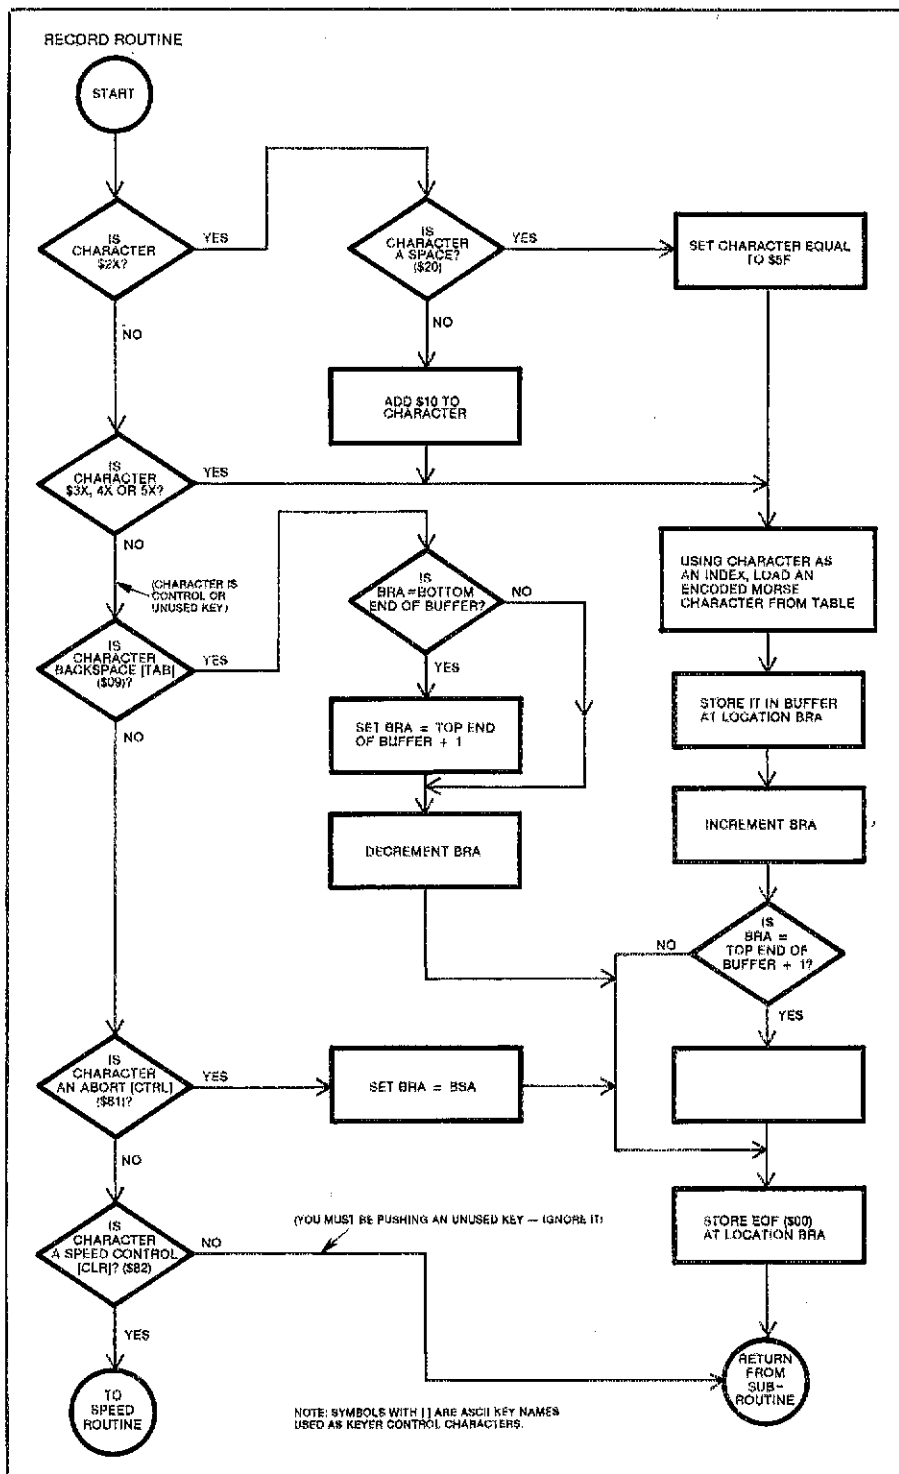 RECORD ROUTINE
START
IS
CHARACTER
$2X?
YES
NO
IS
CHARACTER
A SPACE?
($20)
YES
NO
SET CHARACTER EQUAL
TO $5F
ADD $10 TO
CHARACTER
IS
CHARACTER
$3X, 4X OR 5X?
YES
NO
(CHARACTER IS
CONTROL OR
UNUSED KEY)
IS
BRA=BOTTOM
END OF BUFFER?
NO
YES
USING CHARACTER AS
AN INDEX, LOAD AN
ENCODED MORSE
CHARACTER FROM TABLE
IS
CHARACTER
BACKSPACE [TAB]
($09)?
YES
NO
SET BRA = TOP END
OF BUFFER + 1
STORE IT IN BUFFER
AT LOCATION BRA
DECREMENT BRA
INCREMENT BRA
IS
BRA =
TOP END OF
BUFFER + 1?
NO
YES
IS
CHARACTER
AN ABORT [CTRL]
($81)?
YES
NO
SET BRA = BSA
IS
CHARACTER
A SPEED CONTROL
[CLR]? ($82)
NO
YES
(YOU MUST BE PUSHING AN UNUSED KEY — IGNORE IT)
STORE EOF ($00)
AT LOCATION BRA
TO
SPEED
ROUTINE
RETURN
FROM
SUB-
ROUTINE
NOTE: SYMBOLS WITH [ ] ARE ASCII KEY NAMES
USED AS KEYER CONTROL CHARACTERS.